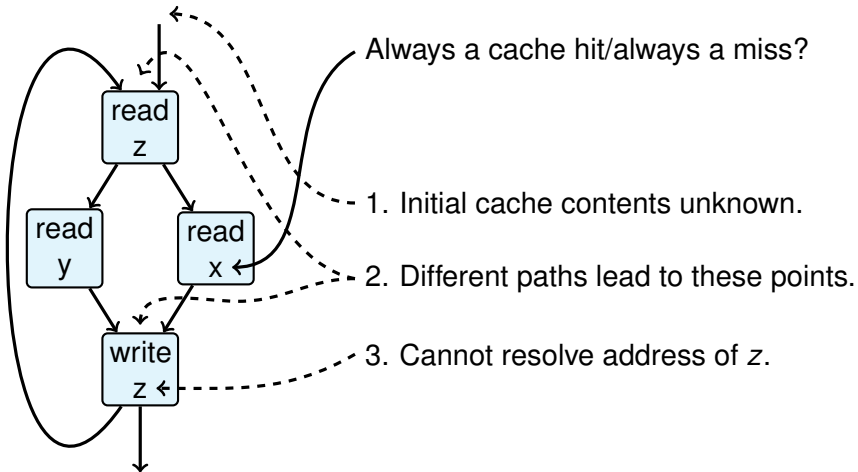 Always a cache hit/always a miss?
read
z
1. Initial cache contents unknown.
read
y
read
x
2. Different paths lead to these points.
write
z
3. Cannot resolve address of z.